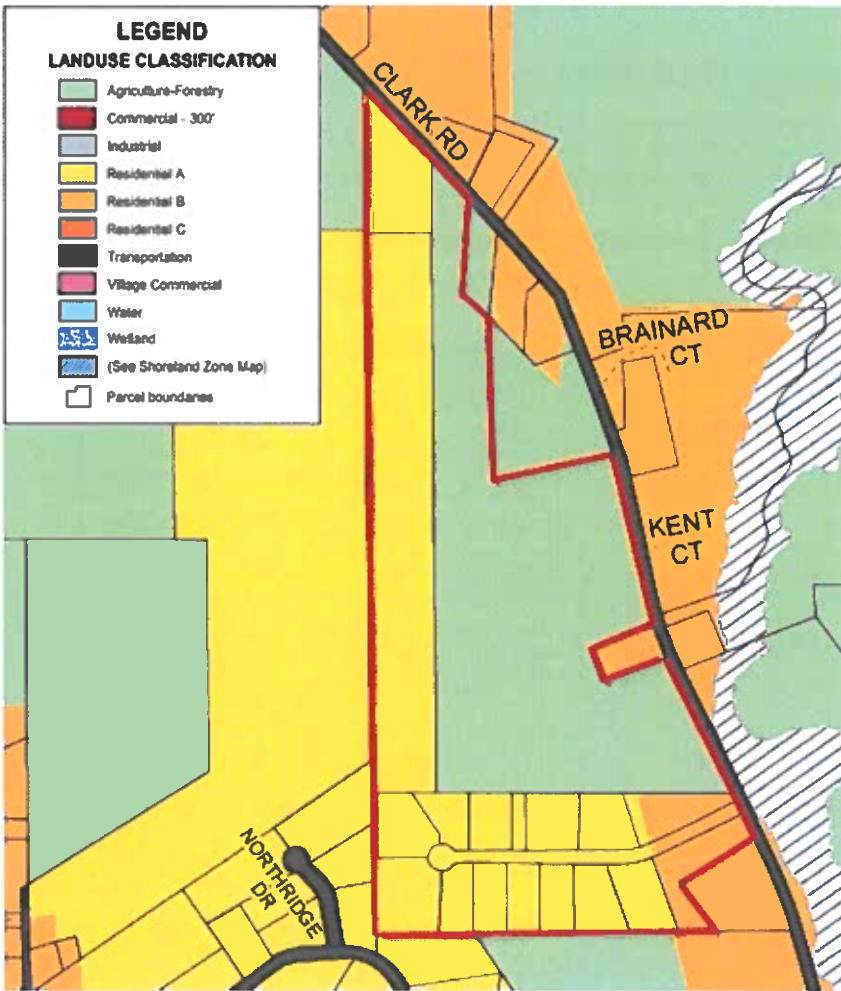 LEGEND
LANDUSE CLASSIFICATION
Agriculture-Forestry
Commercial - 300'
Industrial
Residential A
Residential B
Residential C
Transportation
Village Commercial
Water
Wetland
(See Shoreland Zone Map)
Parcel boundaries
CLARK RD
BRAINARD
CT
KENT
CT
NORTHRIDGE
DR